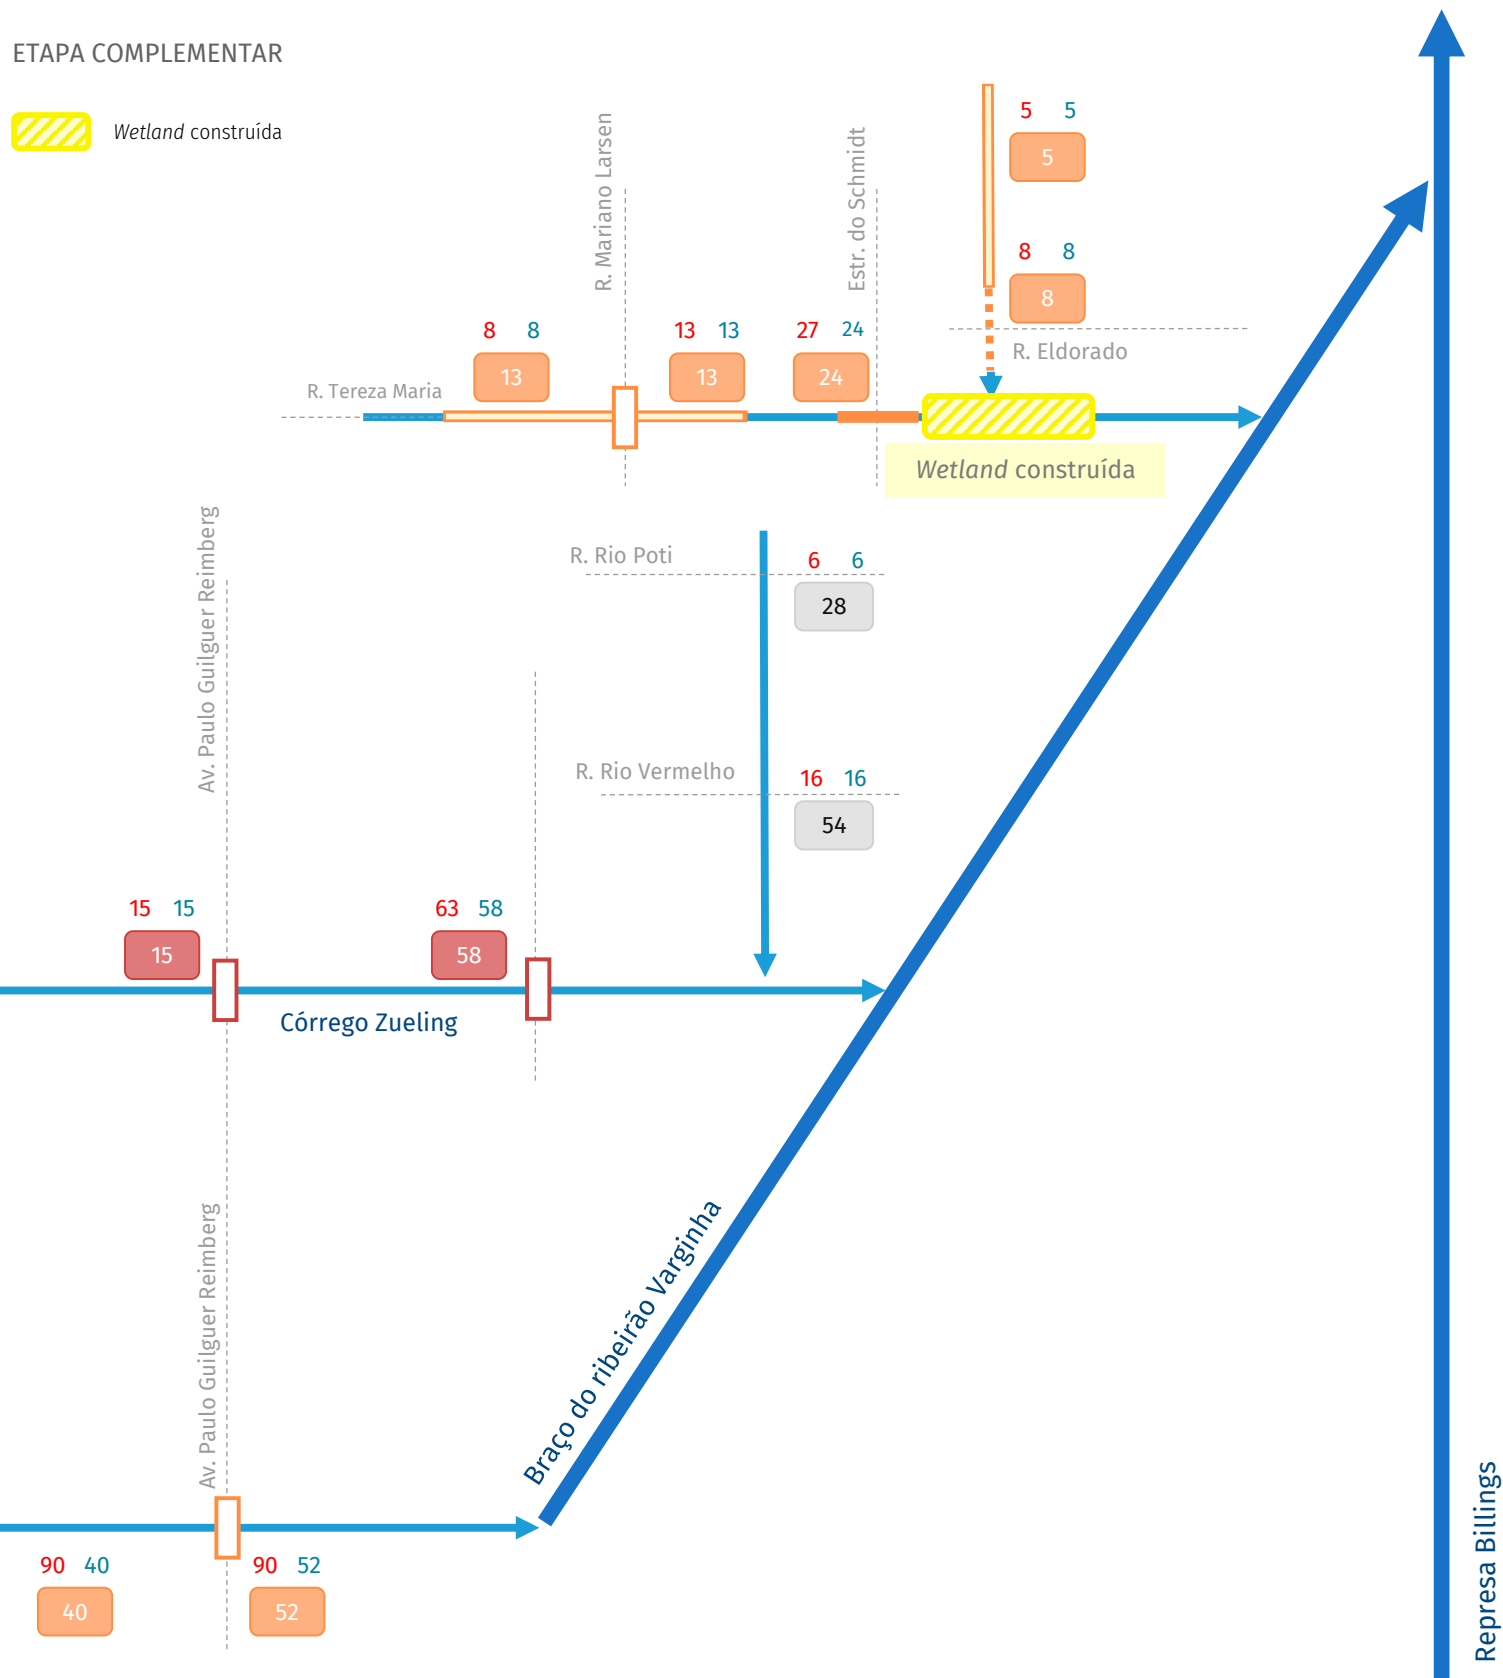 ETAPA COMPLEMENTAR
Wetland construída
R. Mariano Larsen
Estr. do Schmidt
5 5
5
8 8
8
R. Eldorado
8 8
13
13 13
13
27 24
24
R. Tereza Maria
Wetland construída
Av. Paulo Guilguer Reimberg
R. Rio Poti
6 6
28
R. Rio Vermelho
16 16
54
15 15
15
63 58
58
Córrego Zueling
Av. Paulo Guilguer Reimberg
Braço do ribeirão Varginha
90 40
40
90 52
52
Represa Billings